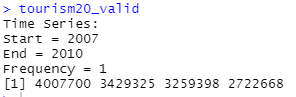 > tourism20_valid
Time Series:
Start = 2007
End = 2010
Frequency = 1
[1] 4007700 3429325 3259398 2722668
>